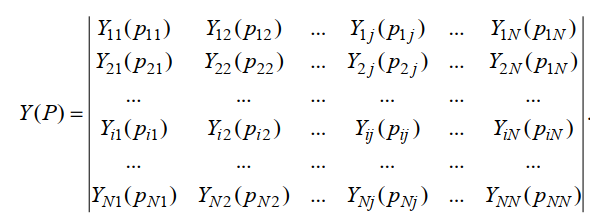 Y₁₁(p₁₁) Y₁₂(p₁₂) ... Y₁ⱼ(p₁ⱼ) ... Y₁N(p₁N)
Y₂₁(p₂₁) Y₂₂(p₂₂) ... Y₂ⱼ(p₂ⱼ) ... Y₂N(p₁N)
... ... ... ... ... ...
Y(P) = Yᵢ₁(pᵢ₁) Yᵢ₂(pᵢ₂) ... Yᵢⱼ(pᵢⱼ) ... YᵢN(pᵢN) .
... ... ... ... ... ...
YN₁(pN₁) YN₂(pN₂) ... YNⱼ(pNⱼ) ... YNN(pNN)